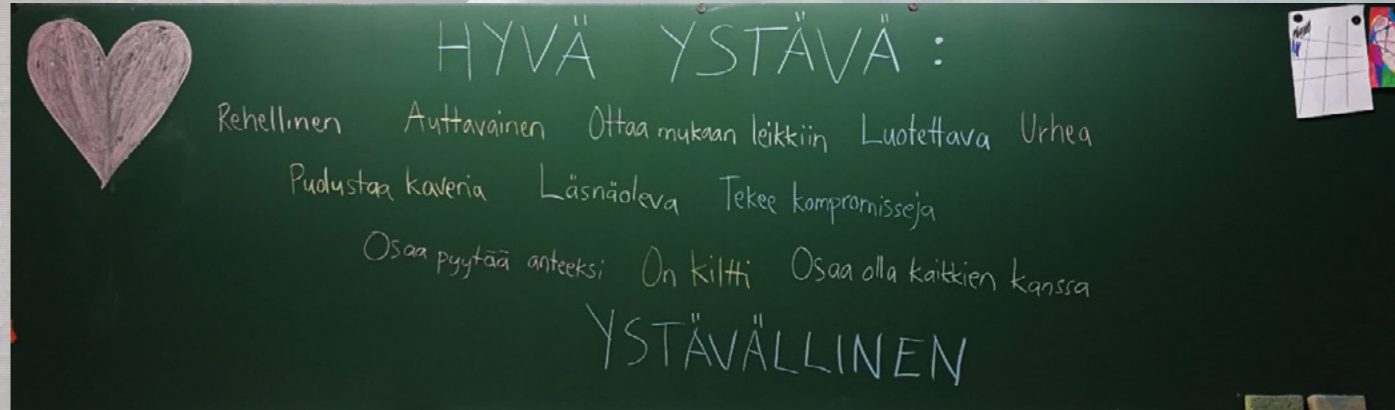 HYVÄ YSTÄVÄ :
Rehellinen Auttavainen Ottaa mukaan leikkiin Luotettava Urhea
Pudustaa kaveria Läsnäoleva Tekee kompromisseja
Osaa pyytää anteeksi On kiltti Osaa olla kaikkien kanssa
YSTÄVÄLLINEN